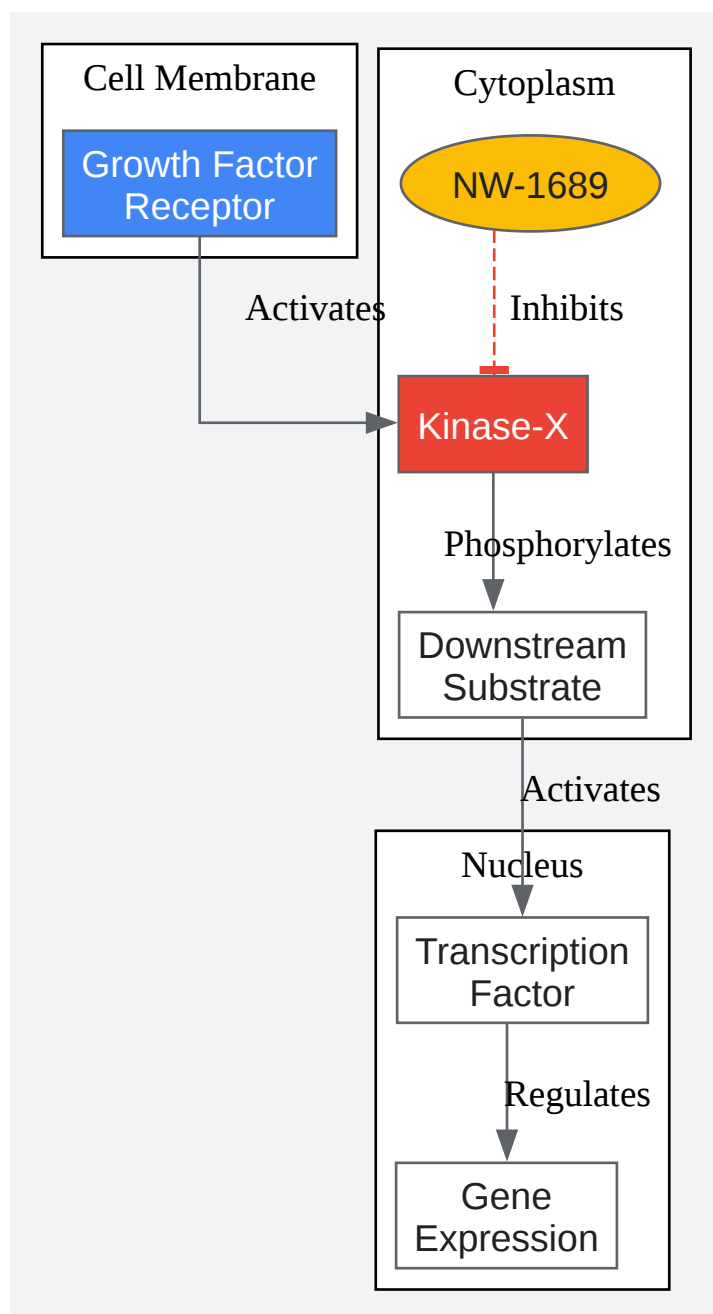 Cell Membrane
Growth Factor
Receptor
Cytoplasm
NW-1689
Activates
Inhibits
Kinase-X
Phosphorylates
Downstream
Substrate
Activates
Nucleus
Transcription
Factor
Regulates
Gene
Expression